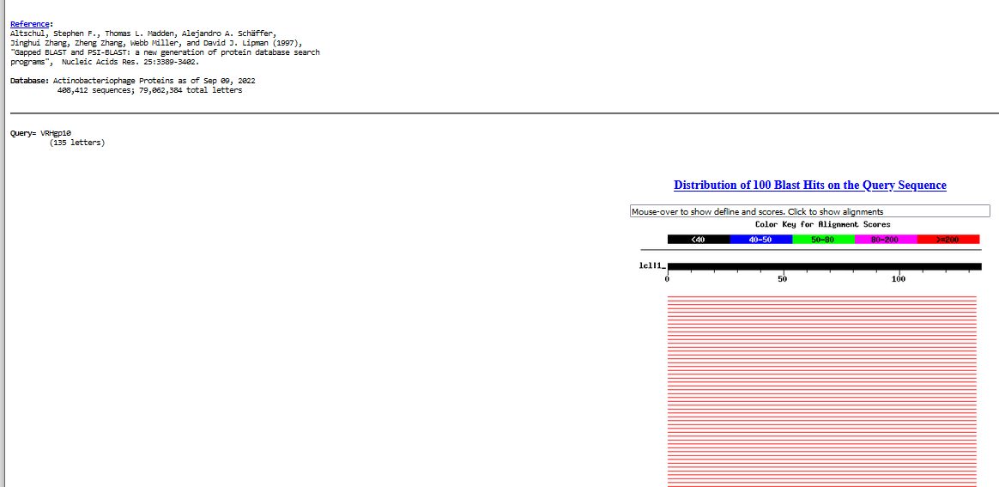 Reference:
Altschul, Stephen F., Thomas L. Madden, Alejandro A. Schäffer,
Jinghui Zhang, Zheng Zhang, Webb Miller, and David J. Lipman (1997),
"Gapped BLAST and PSI-BLAST: a new generation of protein database search
programs",  Nucleic Acids Res. 25:3389-3402.
Database: Actinobacteriophage Proteins as of Sep 09, 2022
408,412 sequences; 79,062,384 total letters
Query= VRHgp10
(135 letters)
Distribution of 100 Blast Hits on the Query Sequence
Mouse-over to show defline and scores. Click to show alignments
Color Key for Alignment Scores
<40 40-50 50-80 80-200 >=200
lcl|1_
0 50 100